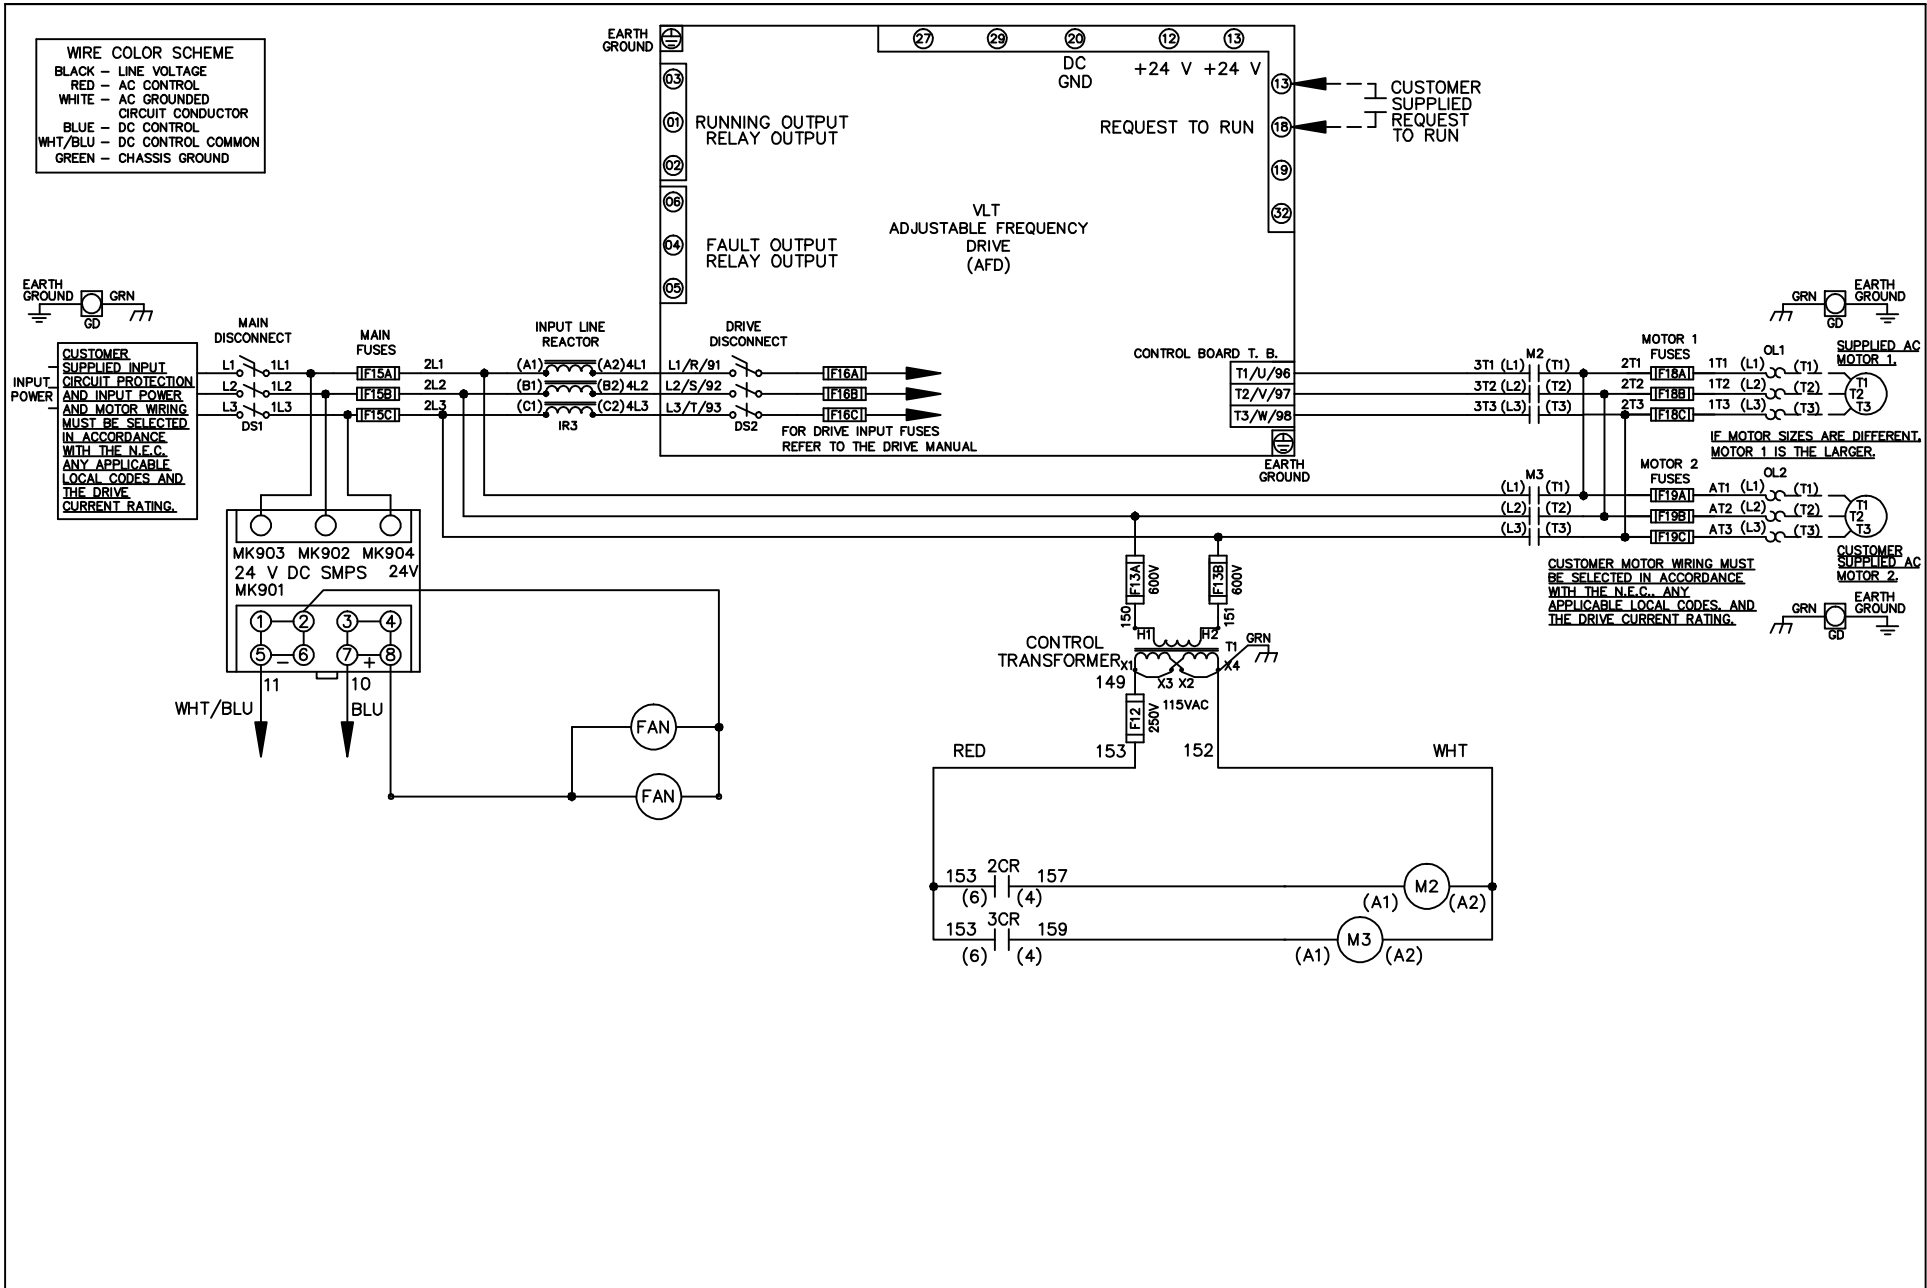 WIRE COLOR SCHEME
BLACK – LINE VOLTAGE
RED – AC CONTROL
WHITE – AC GROUNDED
CIRCUIT CONDUCTOR
BLUE – DC CONTROL
WHT/BLU – DC CONTROL COMMON
GREEN – CHASSIS GROUND
EARTH
GROUND
03
01
02
RUNNING OUTPUT
RELAY OUTPUT
06
04
05
FAULT OUTPUT
RELAY OUTPUT
27 29 20 12 13
DC
GND
+24 V +24 V
13
REQUEST TO RUN 18
19
32
CUSTOMER
SUPPLIED
REQUEST
TO RUN
VLT
ADJUSTABLE FREQUENCY
DRIVE
(AFD)
EARTH
GROUND
GRN
GD
INPUT
POWER
CUSTOMER
SUPPLIED INPUT
CIRCUIT PROTECTION
AND INPUT POWER
AND MOTOR WIRING
MUST BE SELECTED
IN ACCORDANCE
WITH THE N.E.C.
ANY APPLICABLE
LOCAL CODES AND
THE DRIVE
CURRENT RATING.
MAIN
DISCONNECT
L1 1L1
L2 1L2
L3 1L3
DS1
MAIN
FUSES
F15A 2L1
F15B 2L2
F15C 2L3
INPUT LINE
REACTOR
(A1) (A2) 4L1
(B1) (B2) 4L2
(C1) (C2) 4L3
IR3
DRIVE
DISCONNECT
L1/R/91
L2/S/92
L3/T/93
DS2
F16A
F16B
F16C
FOR DRIVE INPUT FUSES
REFER TO THE DRIVE MANUAL
CONTROL BOARD T. B.
T1/U/96
T2/V/97
T3/W/98
EARTH
GROUND
M2
3T1 (L1) (T1)
3T2 (L2) (T2)
3T3 (L3) (T3)
MOTOR 1
FUSES
2T1 F18A 1T1 (L1)
2T2 F18B 1T2 (L2)
2T3 F18C 1T3 (L3)
OL1
(T1)
(T2)
(T3)
GRN
GD
EARTH
GROUND
SUPPLIED AC
MOTOR 1.
T1
T2
T3
IF MOTOR SIZES ARE DIFFERENT,
MOTOR 1 IS THE LARGER.
M3
(L1) (T1)
(L2) (T2)
(L3) (T3)
MOTOR 2
FUSES
F19A AT1 (L1)
F19B AT2 (L2)
F19C AT3 (L3)
OL2
(T1)
(T2)
(T3)
T1
T2
T3
CUSTOMER
SUPPLIED AC
MOTOR 2.
CUSTOMER MOTOR WIRING MUST
BE SELECTED IN ACCORDANCE
WITH THE N.E.C., ANY
APPLICABLE LOCAL CODES, AND
THE DRIVE CURRENT RATING.
GRN
GD
EARTH
GROUND
MK903 MK902 MK904
24 V DC SMPS 24V
MK901
1 2 3 4
5 – 6 7 + 8
11 10
WHT/BLU BLU
FAN
FAN
F13A 600V
F13B 600V
150
151
H1 H2
CONTROL
TRANSFORMER
T1
GRN
X1 X4
X3 X2
149
F12 250V
115VAC
RED 153 152 WHT
153 2CR 157
(6) (4)
M2
(A1) (A2)
153 3CR 159
(6) (4)
M3
(A1) (A2)